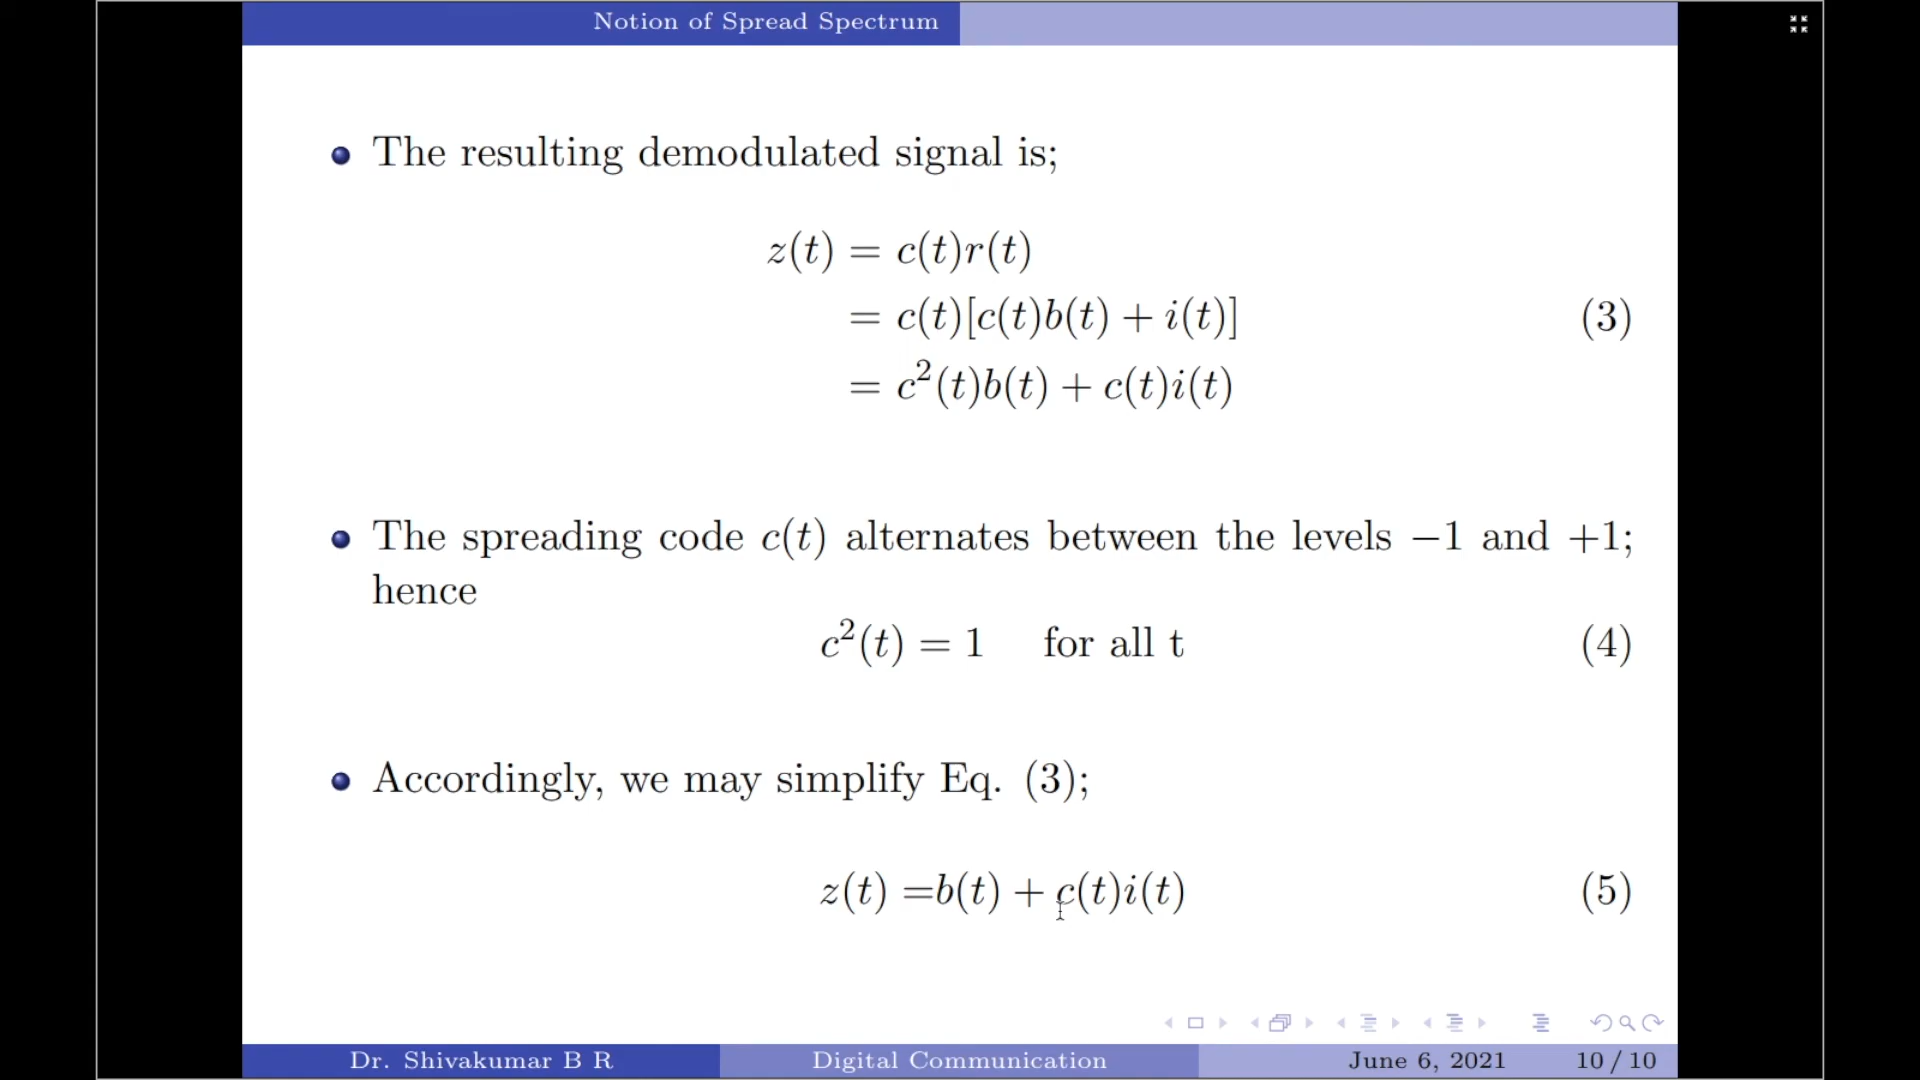 Notion of Spread Spectrum
The resulting demodulated signal is;
z(t) = c(t)r(t)
= c(t)[c(t)b(t) + i(t)] (3)
= c²(t)b(t) + c(t)i(t)
The spreading code c(t) alternates between the levels −1 and +1;
hence
c²(t) = 1 for all t (4)
Accordingly, we may simplify Eq. (3);
z(t) =b(t) + c(t)i(t) (5)
Dr. Shivakumar B R Digital Communication June 6, 2021 10 / 10